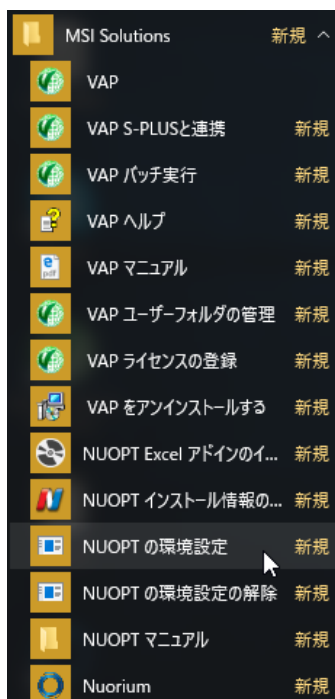 MSI Solutions 新規
VAP
VAP S-PLUSと連携 新規
VAP バッチ実行 新規
VAP ヘルプ 新規
VAP マニュアル 新規
VAP ユーザーフォルダの管理 新規
VAP ライセンスの登録 新規
VAP をアンインストールする 新規
NUOPT Excel アドインのイ... 新規
NUOPT インストール情報の... 新規
NUOPT の環境設定 新規
NUOPT の環境設定の解除 新規
NUOPT マニュアル 新規
Nuorium 新規